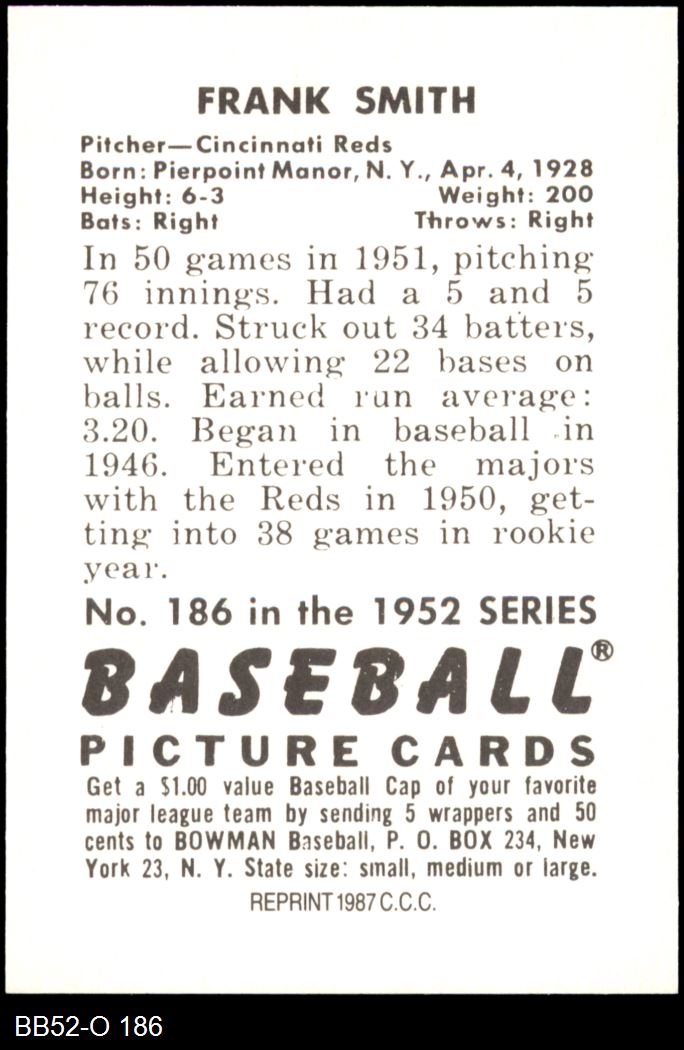 FRANK SMITH
Pitcher—Cincinnati Reds
Born: Pierpoint Manor, N. Y., Apr. 4, 1928
Height: 6-3 Weight: 200
Bats: Right Throws: Right
In 50 games in 1951, pitching
76 innings. Had a 5 and 5
record. Struck out 34 batters,
while allowing 22 bases on
balls. Earned run average:
3.20. Began in baseball in
1946. Entered the majors
with the Reds in 1950, get-
ting into 38 games in rookie
year.
No. 186 in the 1952 SERIES
BASEBALL®
PICTURE CARDS
Get a $1.00 value Baseball Cap of your favorite
major league team by sending 5 wrappers and 50
cents to BOWMAN Baseball, P. O. BOX 234, New
York 23, N. Y. State size: small, medium or large.
REPRINT 1987 C.C.C.
BB52-O 186